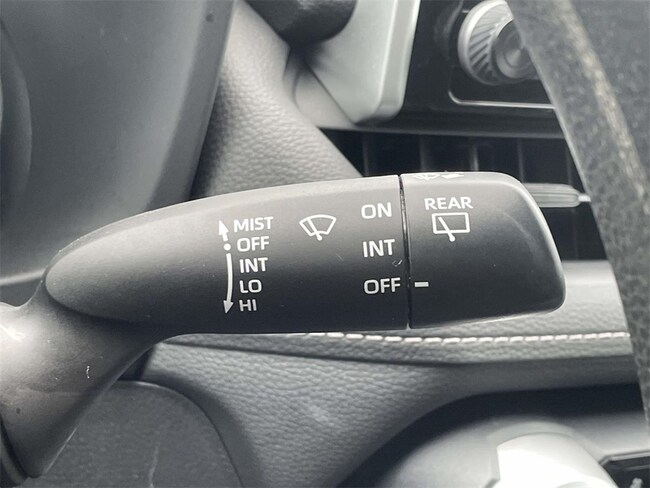 MIST
OFF
INT
LO
HI
ON
INT
OFF
REAR